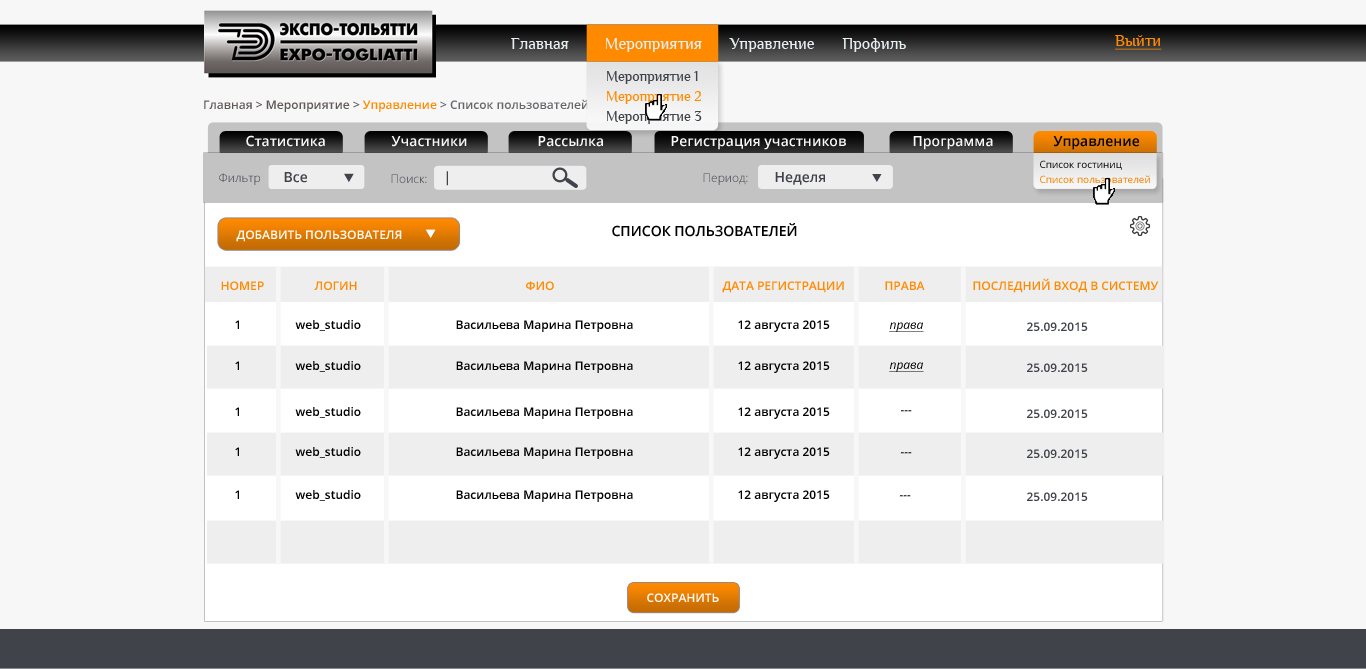 ЭКСПО-ТОЛЬЯТТИ
EXPO-TOGLIATTI
Главная Мероприятия Управление Профиль Выйти
Мероприятие 1
Мероприятие 2
Мероприятие 3
Главная > Мероприятие > Управление > Список пользователей
Статистика Участники Рассылка Регистрация участников Программа Управление
Список гостиниц
Список пользователей
Фильтр Все ▼ Поиск: | Период: Неделя ▼
ДОБАВИТЬ ПОЛЬЗОВАТЕЛЯ ▼ СПИСОК ПОЛЬЗОВАТЕЛЕЙ
НОМЕР ЛОГИН ФИО ДАТА РЕГИСТРАЦИИ ПРАВА ПОСЛЕДНИЙ ВХОД В СИСТЕМУ
1 web_studio Васильева Марина Петровна 12 августа 2015 права 25.09.2015
1 web_studio Васильева Марина Петровна 12 августа 2015 права 25.09.2015
1 web_studio Васильева Марина Петровна 12 августа 2015 --- 25.09.2015
1 web_studio Васильева Марина Петровна 12 августа 2015 --- 25.09.2015
1 web_studio Васильева Марина Петровна 12 августа 2015 --- 25.09.2015
СОХРАНИТЬ